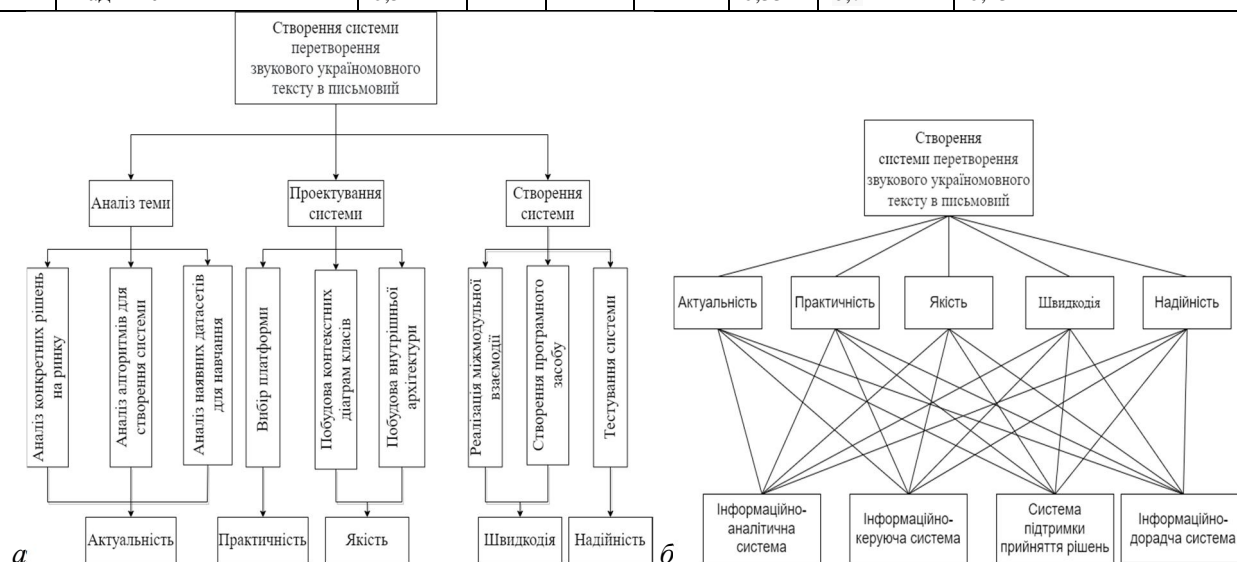 Створення системи
перетворення
звукового україномовного
тексту в письмовий
Аналіз теми
Проектування
системи
Створення
системи
Аналіз конкретних рішень
на ринку
Аналіз алгоритмів для
створення системи
Аналіз наявних датасетів
для навчання
Вибір платформи
Побудова контекстних
діаграм класів
Побудова внутрішньої
архітектури
Реалізація міжмодульної
взаємодії
Створення програмного
засобу
Тестування системи
Актуальність
Практичність
Якість
Швидкодія
Надійність
а
Створення
системи перетворення
звукового україномовного
тексту в письмовий
Актуальність
Практичність
Якість
Швидкодія
Надійність
Інформаційно-
аналітична
система
Інформаційно-
керуюча система
Система
підтримки
прийняття рішень
Інформаційно-
дорадча система
б